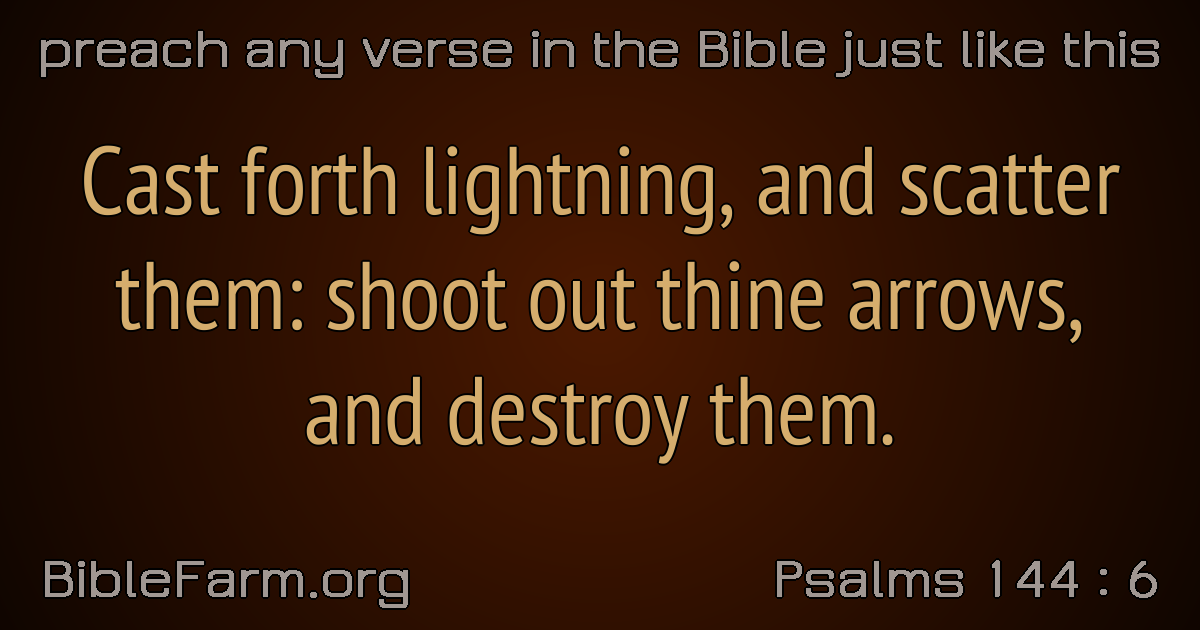 preach any verse in the Bible just like this
Cast forth lightning, and scatter
them: shoot out thine arrows,
and destroy them.
BibleFarm.org
Psalms 144 : 6